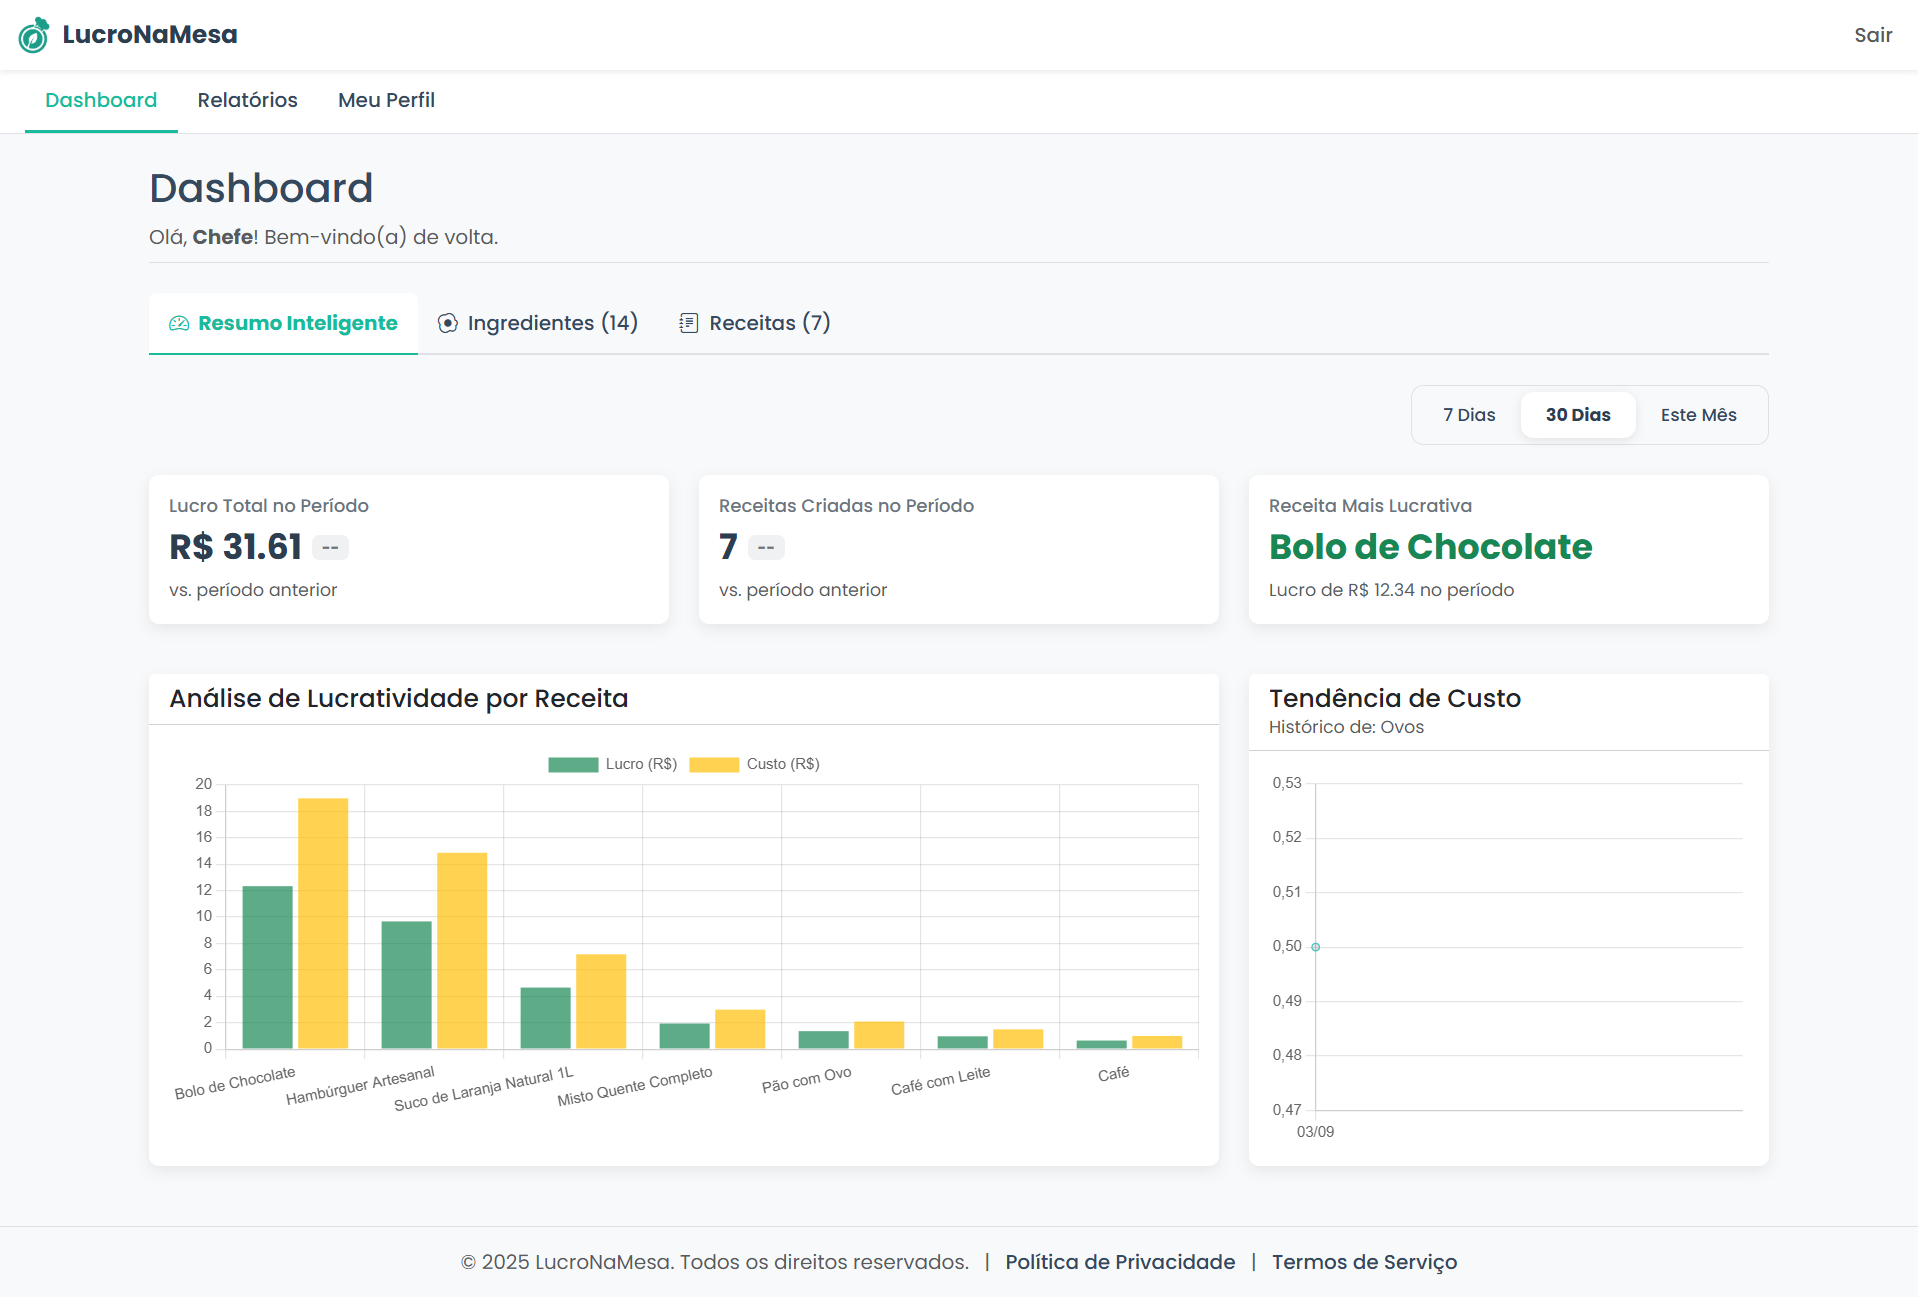 LucroNaMesa
Sair
Dashboard
Relatórios
Meu Perfil
Dashboard
Olá, Chefe! Bem-vindo(a) de volta.
Resumo Inteligente
Ingredientes (14)
Receitas (7)
7 Dias
30 Dias
Este Mês
Lucro Total no Período
R$ 31.61 --
vs. período anterior
Receitas Criadas no Período
7 --
vs. período anterior
Receita Mais Lucrativa
Bolo de Chocolate
Lucro de R$ 12.34 no período
Análise de Lucratividade por Receita
Lucro (R$)
Custo (R$)
20
18
16
14
12
10
8
6
4
2
0
Bolo de Chocolate
Hambúrguer Artesanal
Suco de Laranja Natural 1L
Misto Quente Completo
Pão com Ovo
Café com Leite
Café
Tendência de Custo
Histórico de: Ovos
0,53
0,52
0,51
0,50
0,49
0,48
0,47
03/09
© 2025 LucroNaMesa. Todos os direitos reservados. | Política de Privacidade | Termos de Serviço